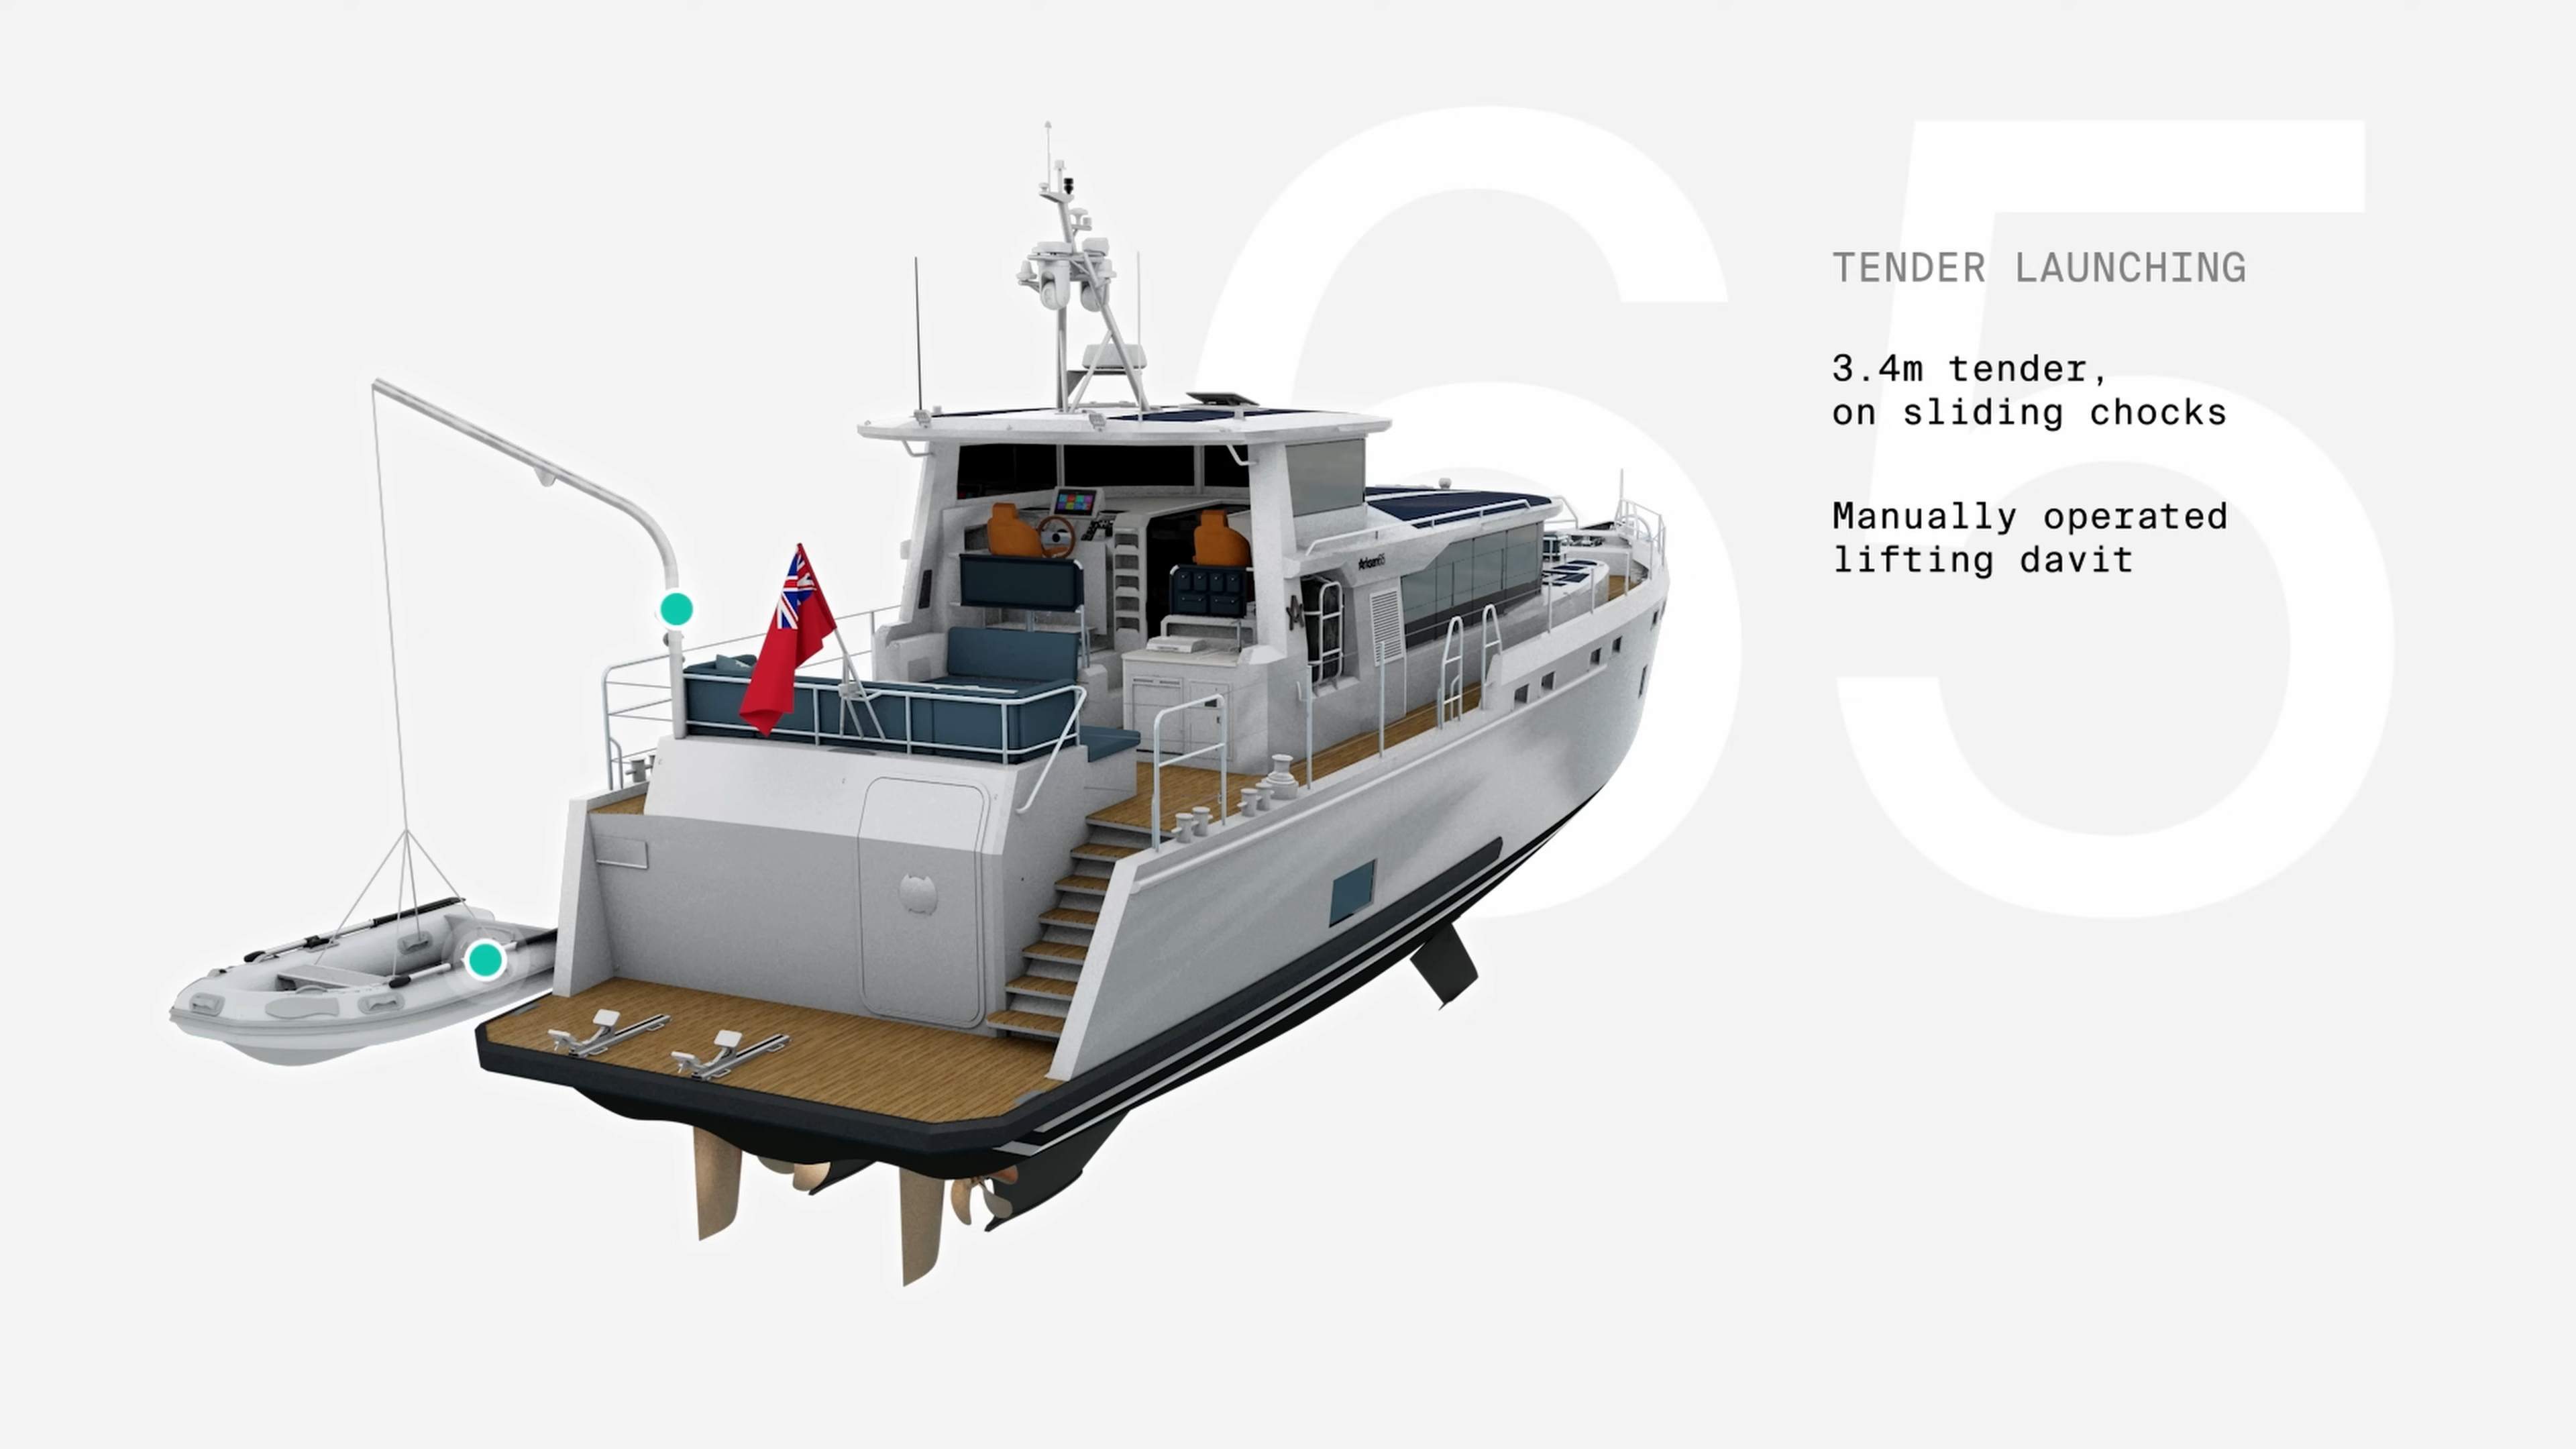 65
TENDER LAUNCHING
3.4m tender,
on sliding chocks
Manually operated
lifting davit